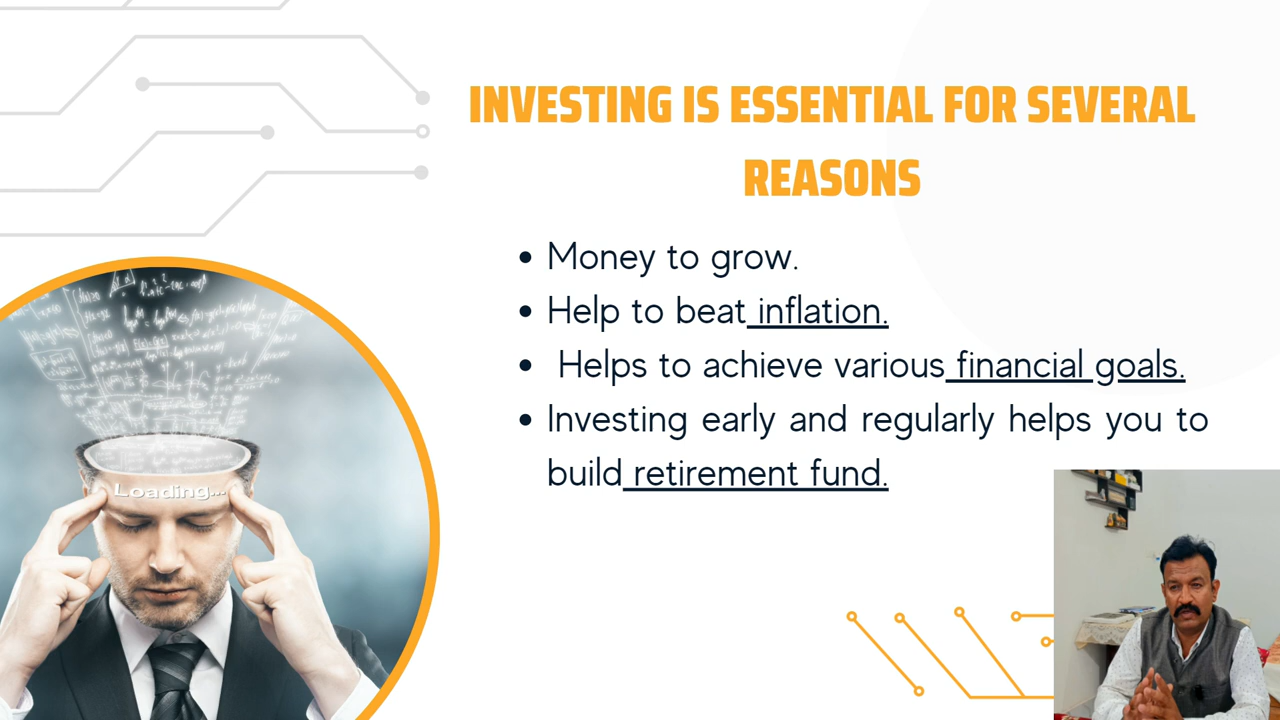 INVESTING IS ESSENTIAL FOR SEVERAL
REASONS
• Money to grow.
• Help to beat inflation.
• Helps to achieve various financial goals.
• Investing early and regularly helps you to
build retirement fund.
Loading...